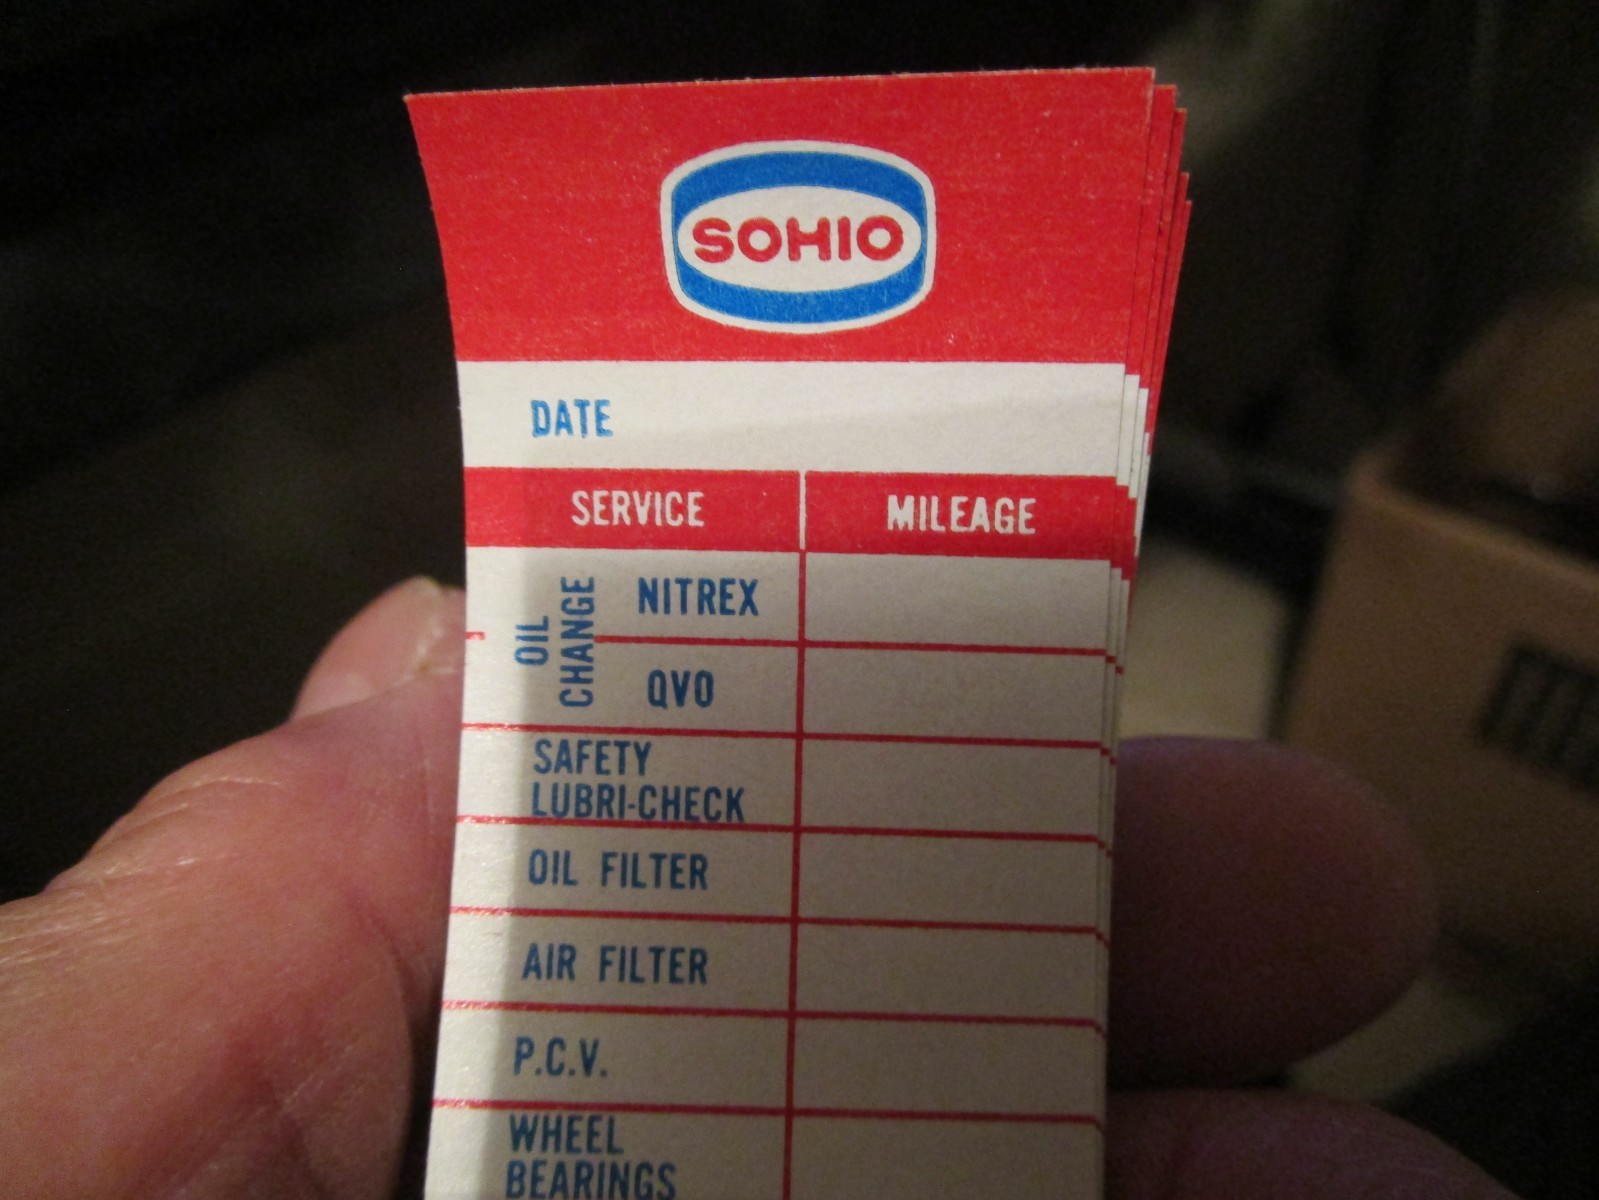 SOHIO
DATE
SERVICE MILEAGE
OIL
CHANGE
NITREX
QVO
SAFETY
LUBRI-CHECK
OIL FILTER
AIR FILTER
P.C.V.
WHEEL
BEARINGS